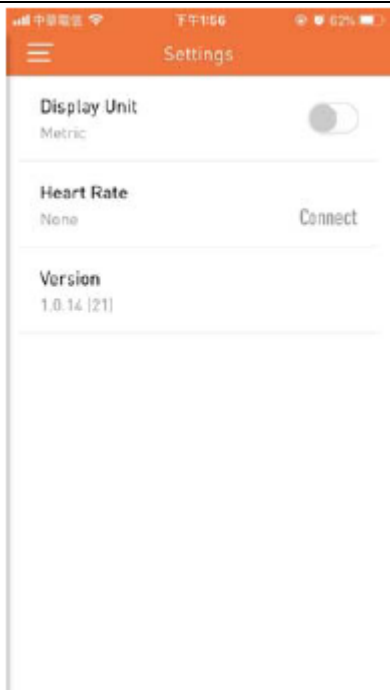 中華電信 下午1:56 62%
Settings
Display Unit
Metric
Heart Rate
None
Connect
Version
1.0.14 (21)